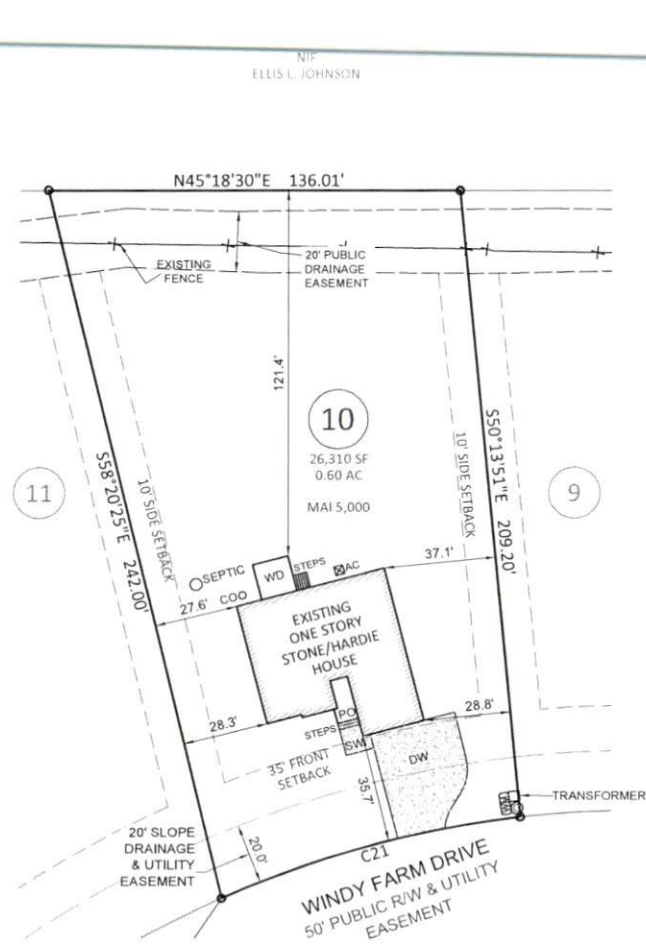 NIF
ELLIS L. JOHNSON
N45°18'30"E 136.01'
EXISTING
FENCE
20' PUBLIC
DRAINAGE
EASEMENT
121.4'
10
26,310 SF
0.60 AC
MAI 5,000
11
S58°20'25"E 242.00'
10' SIDE SETBACK
10' SIDE SETBACK
S50°13'51"E 209.20'
9
SEPTIC
WD
STEPS
AC
37.1'
27.6'
COO
EXISTING
ONE STORY
STONE/HARDIE
HOUSE
28.3'
PO
STEPS
SW
28.8'
35' FRONT
SETBACK
35.7'
DW
TRANSFORMER
20' SLOPE
DRAINAGE
& UTILITY
EASEMENT
20.0'
C21
WINDY FARM DRIVE
50' PUBLIC R/W & UTILITY
EASEMENT